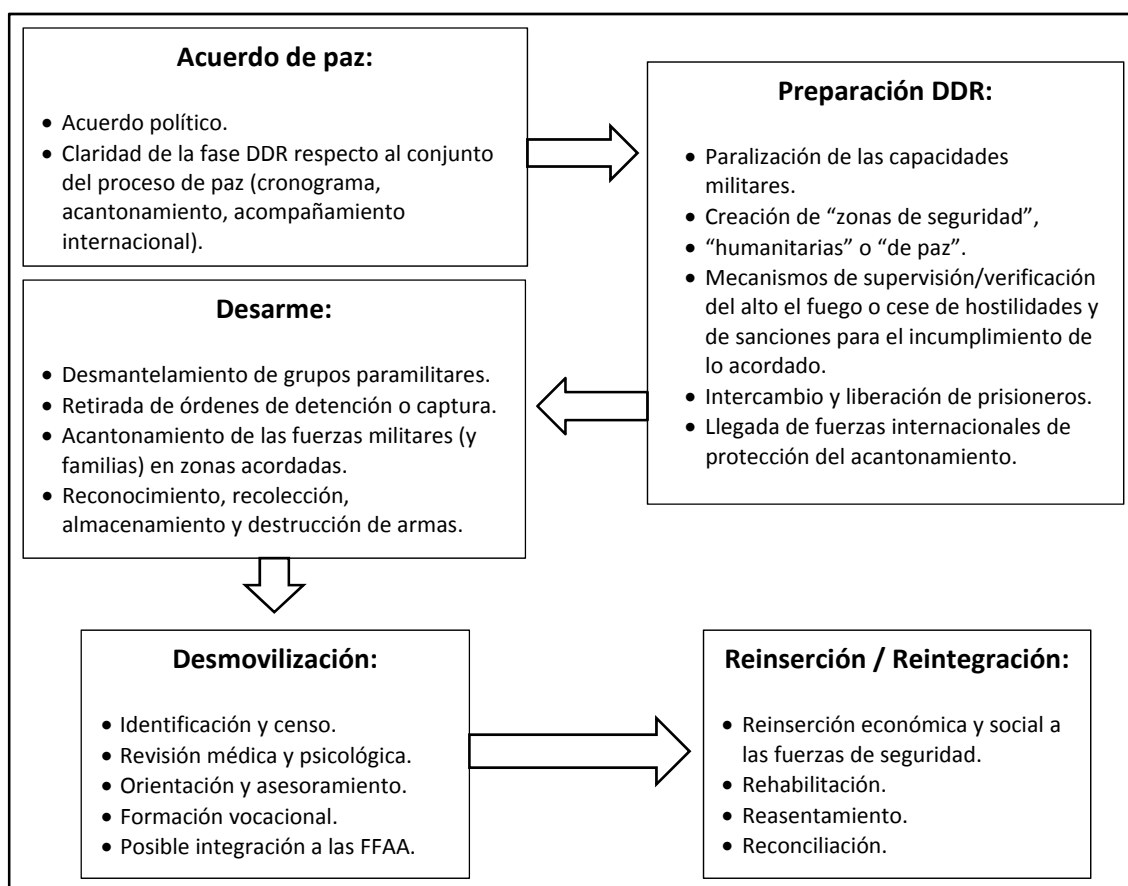 Acuerdo de paz:
• Acuerdo político.
• Claridad de la fase DDR respecto al conjunto
del proceso de paz (cronograma,
acantonamiento, acompañamiento
internacional).
Preparación DDR:
• Paralización de las capacidades
militares.
• Creación de “zonas de seguridad”,
• “humanitarias” o “de paz”.
• Mecanismos de supervisión/verificación
del alto el fuego o cese de hostilidades y
de sanciones para el incumplimiento de
lo acordado.
• Intercambio y liberación de prisioneros.
• Llegada de fuerzas internacionales de
protección del acantonamiento.
Desarme:
• Desmantelamiento de grupos paramilitares.
• Retirada de órdenes de detención o captura.
• Acantonamiento de las fuerzas militares (y
familias) en zonas acordadas.
• Reconocimiento, recolección,
almacenamiento y destrucción de armas.
Desmovilización:
• Identificación y censo.
• Revisión médica y psicológica.
• Orientación y asesoramiento.
• Formación vocacional.
• Posible integración a las FFAA.
Reinserción / Reintegración:
• Reinserción económica y social a
las fuerzas de seguridad.
• Rehabilitación.
• Reasentamiento.
• Reconciliación.